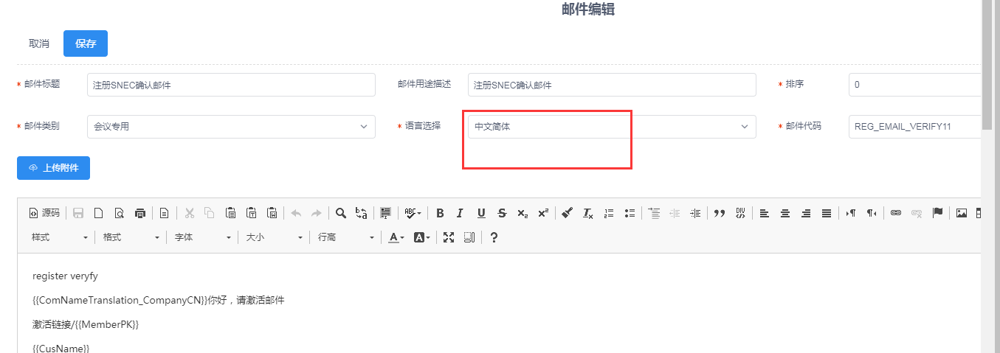 邮件编辑
取消 保存
* 邮件标题 注册SNEC确认邮件 邮件用途描述 注册SNEC确认邮件 * 排序 0
* 邮件类别 会议专用 * 语言选择 中文简体 * 邮件代码 REG_EMAIL_VERIFY11
上传附件
源码
样式 格式 字体 大小 行高
register veryfy
{{ComNameTranslation_CompanyCN}}你好，请激活邮件
激活链接/{{MemberPK}}
{{CusName}}